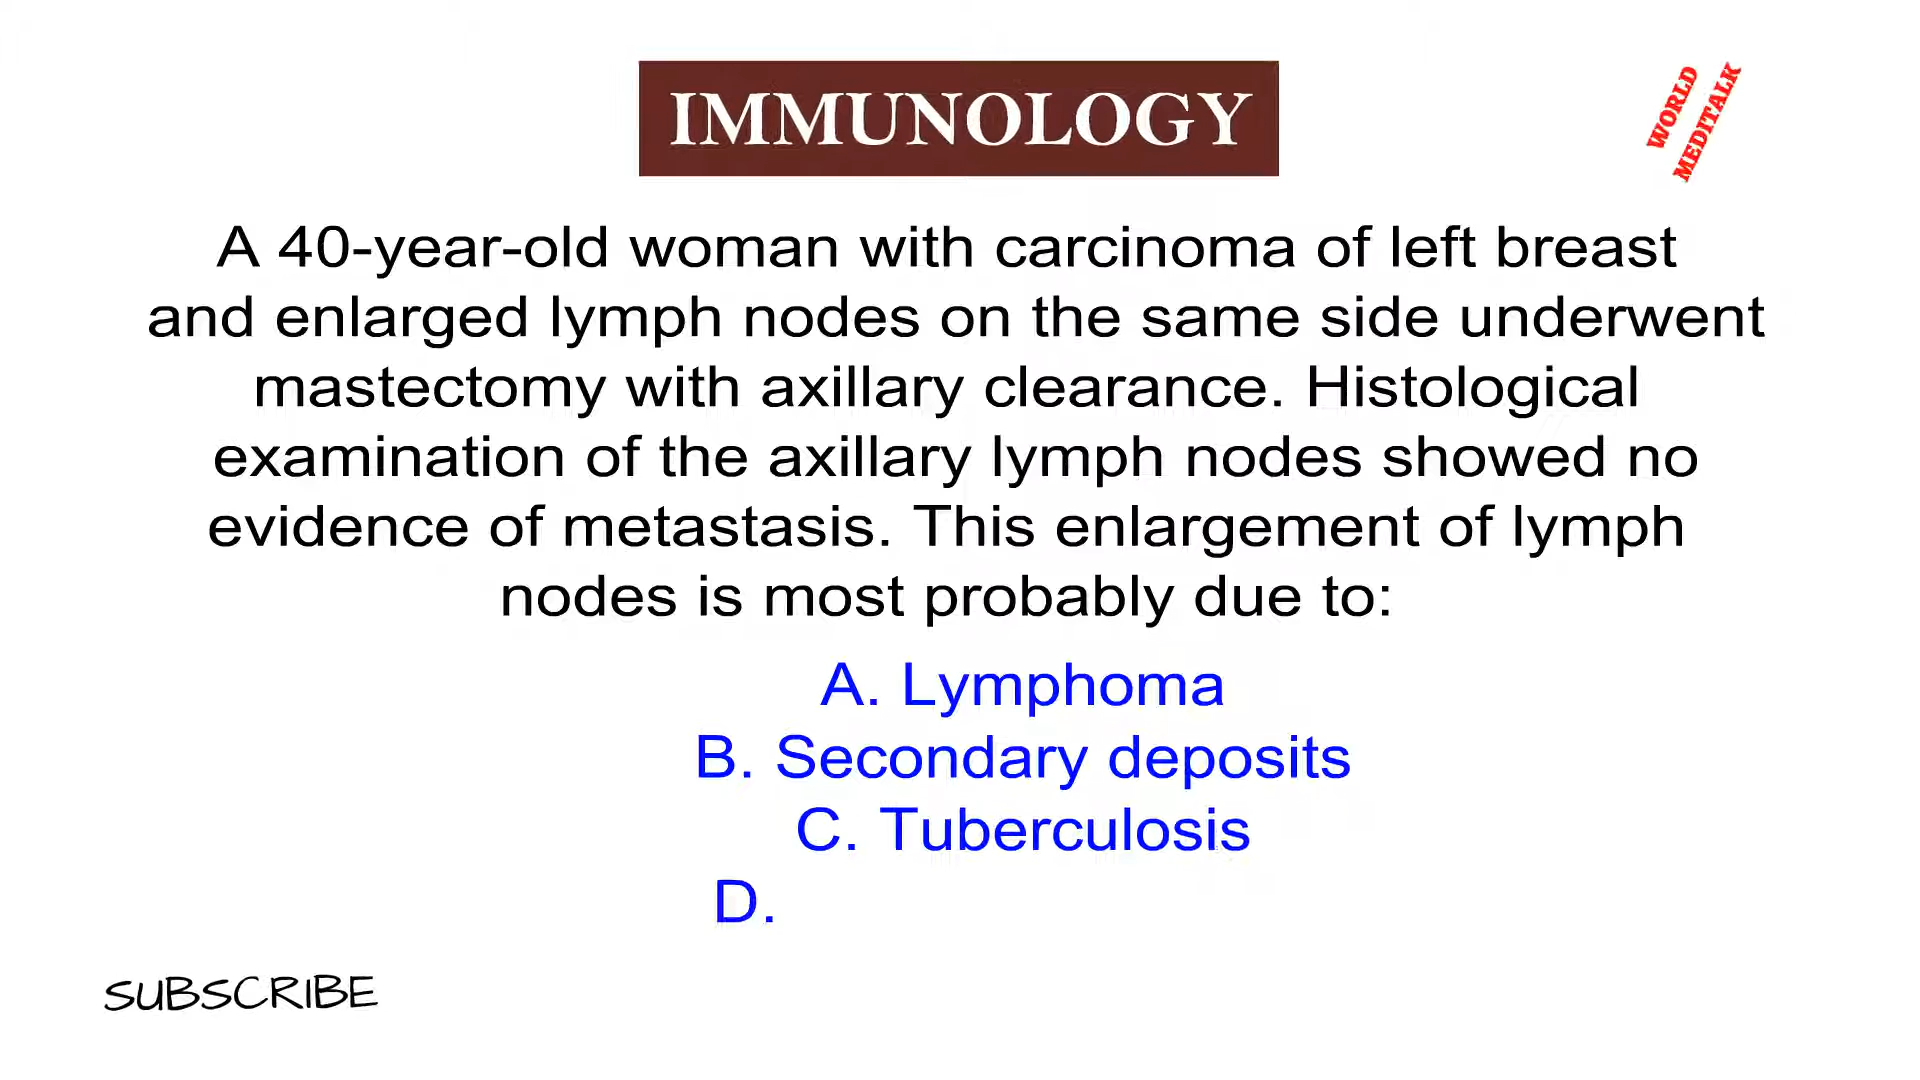 IMMUNOLOGY
WORLD
MEDITALK
A 40-year-old woman with carcinoma of left breast
and enlarged lymph nodes on the same side underwent
mastectomy with axillary clearance. Histological
examination of the axillary lymph nodes showed no
evidence of metastasis. This enlargement of lymph
nodes is most probably due to:
A. Lymphoma
B. Secondary deposits
C. Tuberculosis
D.
SUBSCRIBE